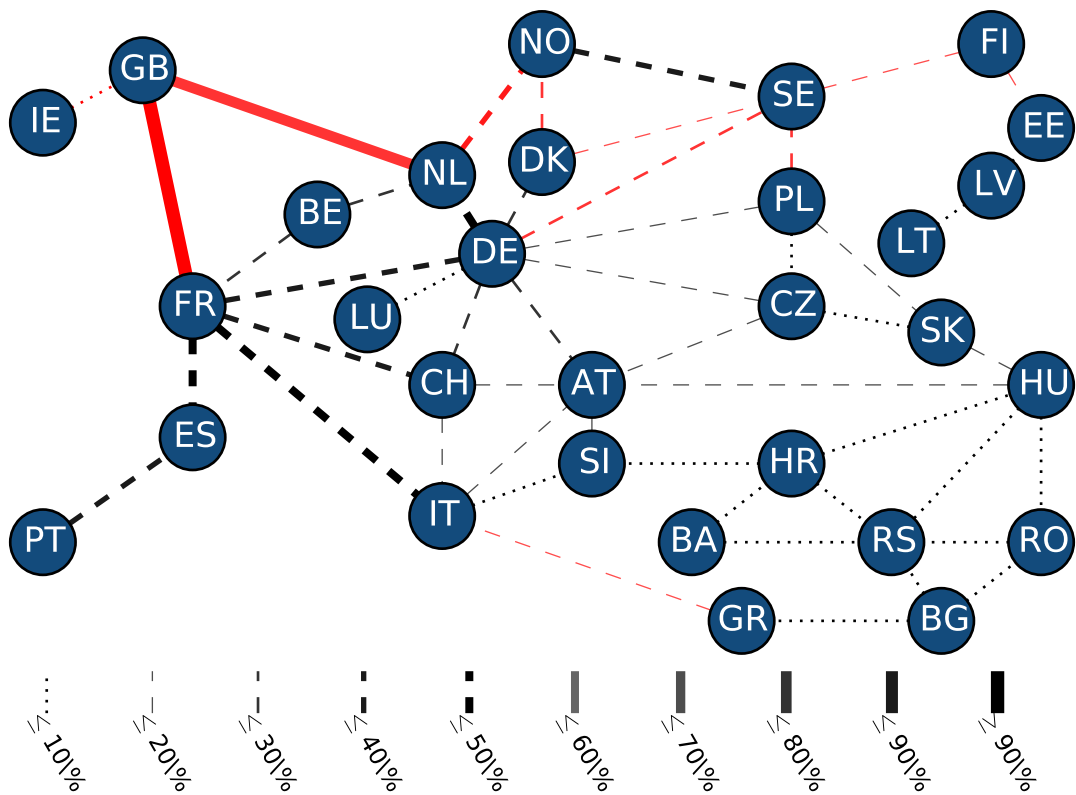 NO
FI
GB
SE
IE
EE
DK
NL
LV
PL
BE
LT
DE
FR
LU
CZ
SK
CH
AT
HU
ES
SI
HR
IT
PT
BA
RS
RO
GR
BG
≤ 10\%
≤ 20\%
≤ 30\%
≤ 40\%
≤ 50\%
≤ 60\%
≤ 70\%
≤ 80\%
≤ 90\%
≥ 90\%